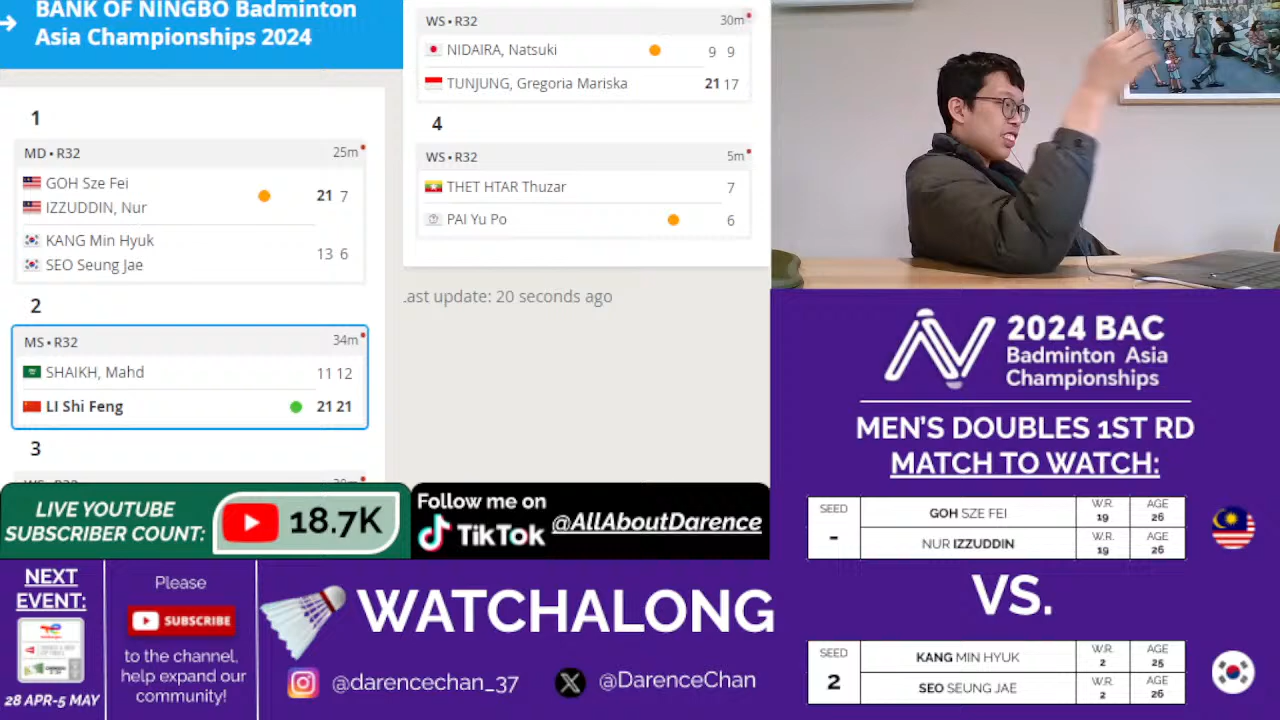 BANK OF NINGBO Badminton
Asia Championships 2024
1
MD • R32 25m
GOH Sze Fei
IZZUDDIN, Nur
21 7
KANG Min Hyuk
SEO Seung Jae
13 6
2
MS • R32 34m
SHAIKH, Mahd 11 12
LI Shi Feng 21 21
3
WS • R32 30m
NIDAIRA, Natsuki 9 9
TUNJUNG, Gregoria Mariska 21 17
4
WS • R32 5m
THET HTAR Thuzar 7
PAI Yu Po 6
Last update: 20 seconds ago
2024 BAC
Badminton Asia
Championships
MEN'S DOUBLES 1ST RD
MATCH TO WATCH:
SEED
-
GOH SZE FEI W.R. 19 AGE 26
NUR IZZUDDIN W.R. 19 AGE 26
VS.
SEED
2
KANG MIN HYUK W.R. 2 AGE 25
SEO SEUNG JAE W.R. 2 AGE 26
LIVE YOUTUBE
SUBSCRIBER COUNT:
18.7K
Follow me on
TikTok @AllAboutDarence
NEXT
EVENT:
28 APR-5 MAY
Please
SUBSCRIBE
to the channel,
help expand our
community!
WATCHALONG
@darencechan_37
@DarenceChan